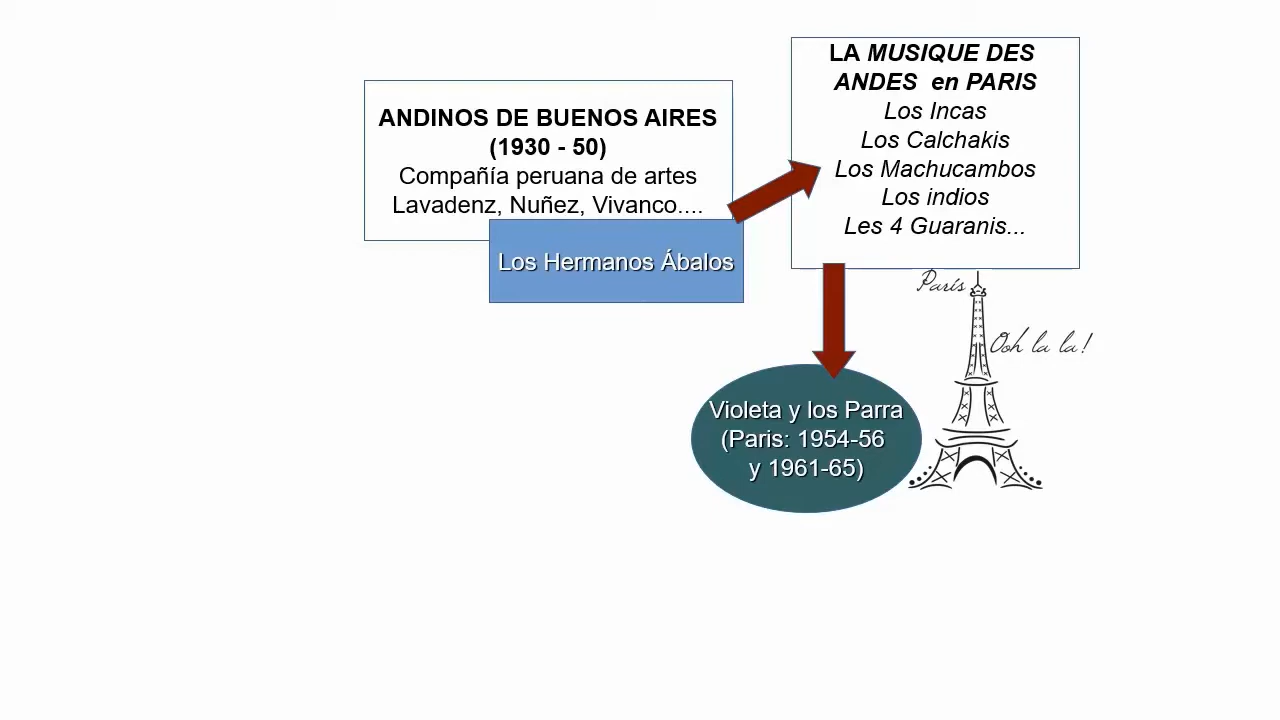 ANDINOS DE BUENOS AIRES
(1930 - 50)
Compañía peruana de artes
Lavadenz, Nuñez, Vivanco....
Los Hermanos Ábalos
LA MUSIQUE DES
ANDES en PARIS
Los Incas
Los Calchakis
Los Machucambos
Los indios
Les 4 Guaranis...
París
Ooh la la!
Violeta y los Parra
(Paris: 1954-56
y 1961-65)